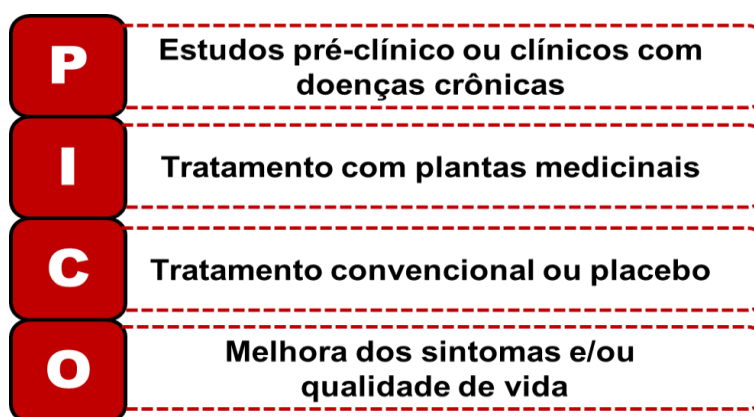 P
Estudos pré-clínico ou clínicos com
doenças crônicas
I
Tratamento com plantas medicinais
C
Tratamento convencional ou placebo
O
Melhora dos sintomas e/ou
qualidade de vida